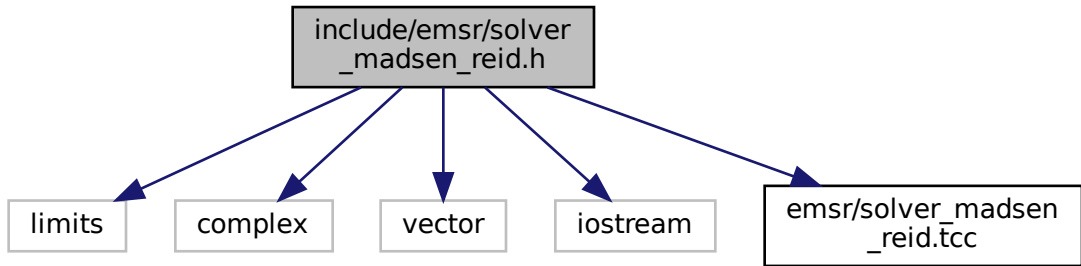 include/emsr/solver
_madsen_reid.h
limits
complex
vector
iostream
emsr/solver_madsen
_reid.tcc